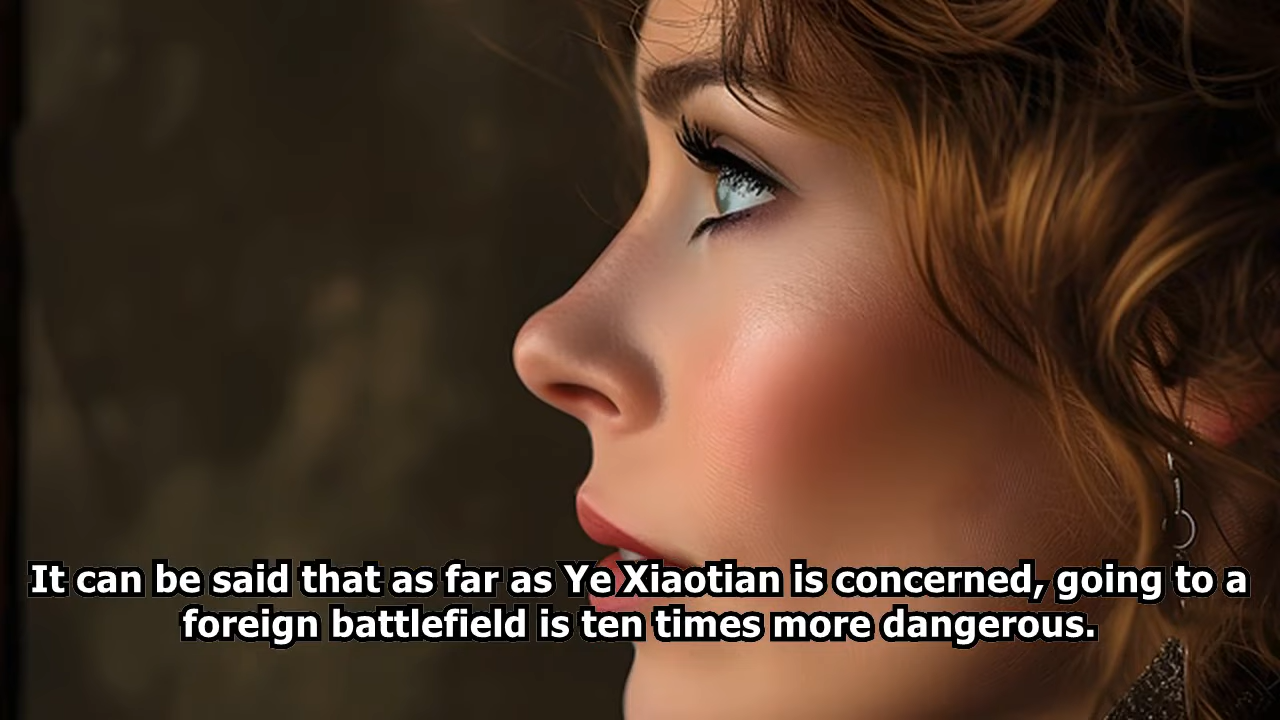 It can be said that as far as Ye Xiaotian is concerned, going to a
foreign battlefield is ten times more dangerous.